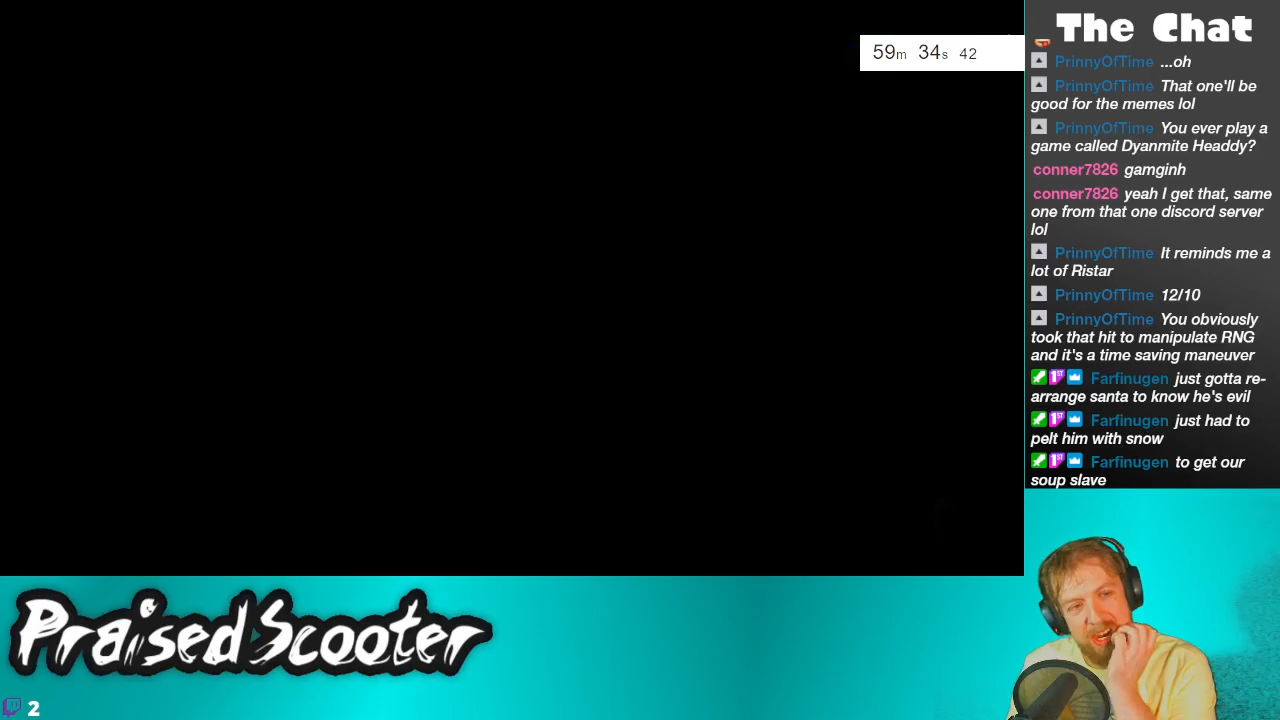 59m 34s 42
The Chat
PrinnyOfTime ...oh
PrinnyOfTime That one'll be
good for the memes lol
PrinnyOfTime You ever play a
game called Dyanmite Headdy?
conner7826 gamginh
conner7826 yeah I get that, same
one from that one discord server
lol
PrinnyOfTime It reminds me a
lot of Ristar
PrinnyOfTime 12/10
PrinnyOfTime You obviously
took that hit to manipulate RNG
and it's a time saving maneuver
1ST Farfinugen just gotta re-
arrange santa to know he's evil
1ST Farfinugen just had to
pelt him with snow
1ST Farfinugen to get our
soup slave
PraisedScooter
2